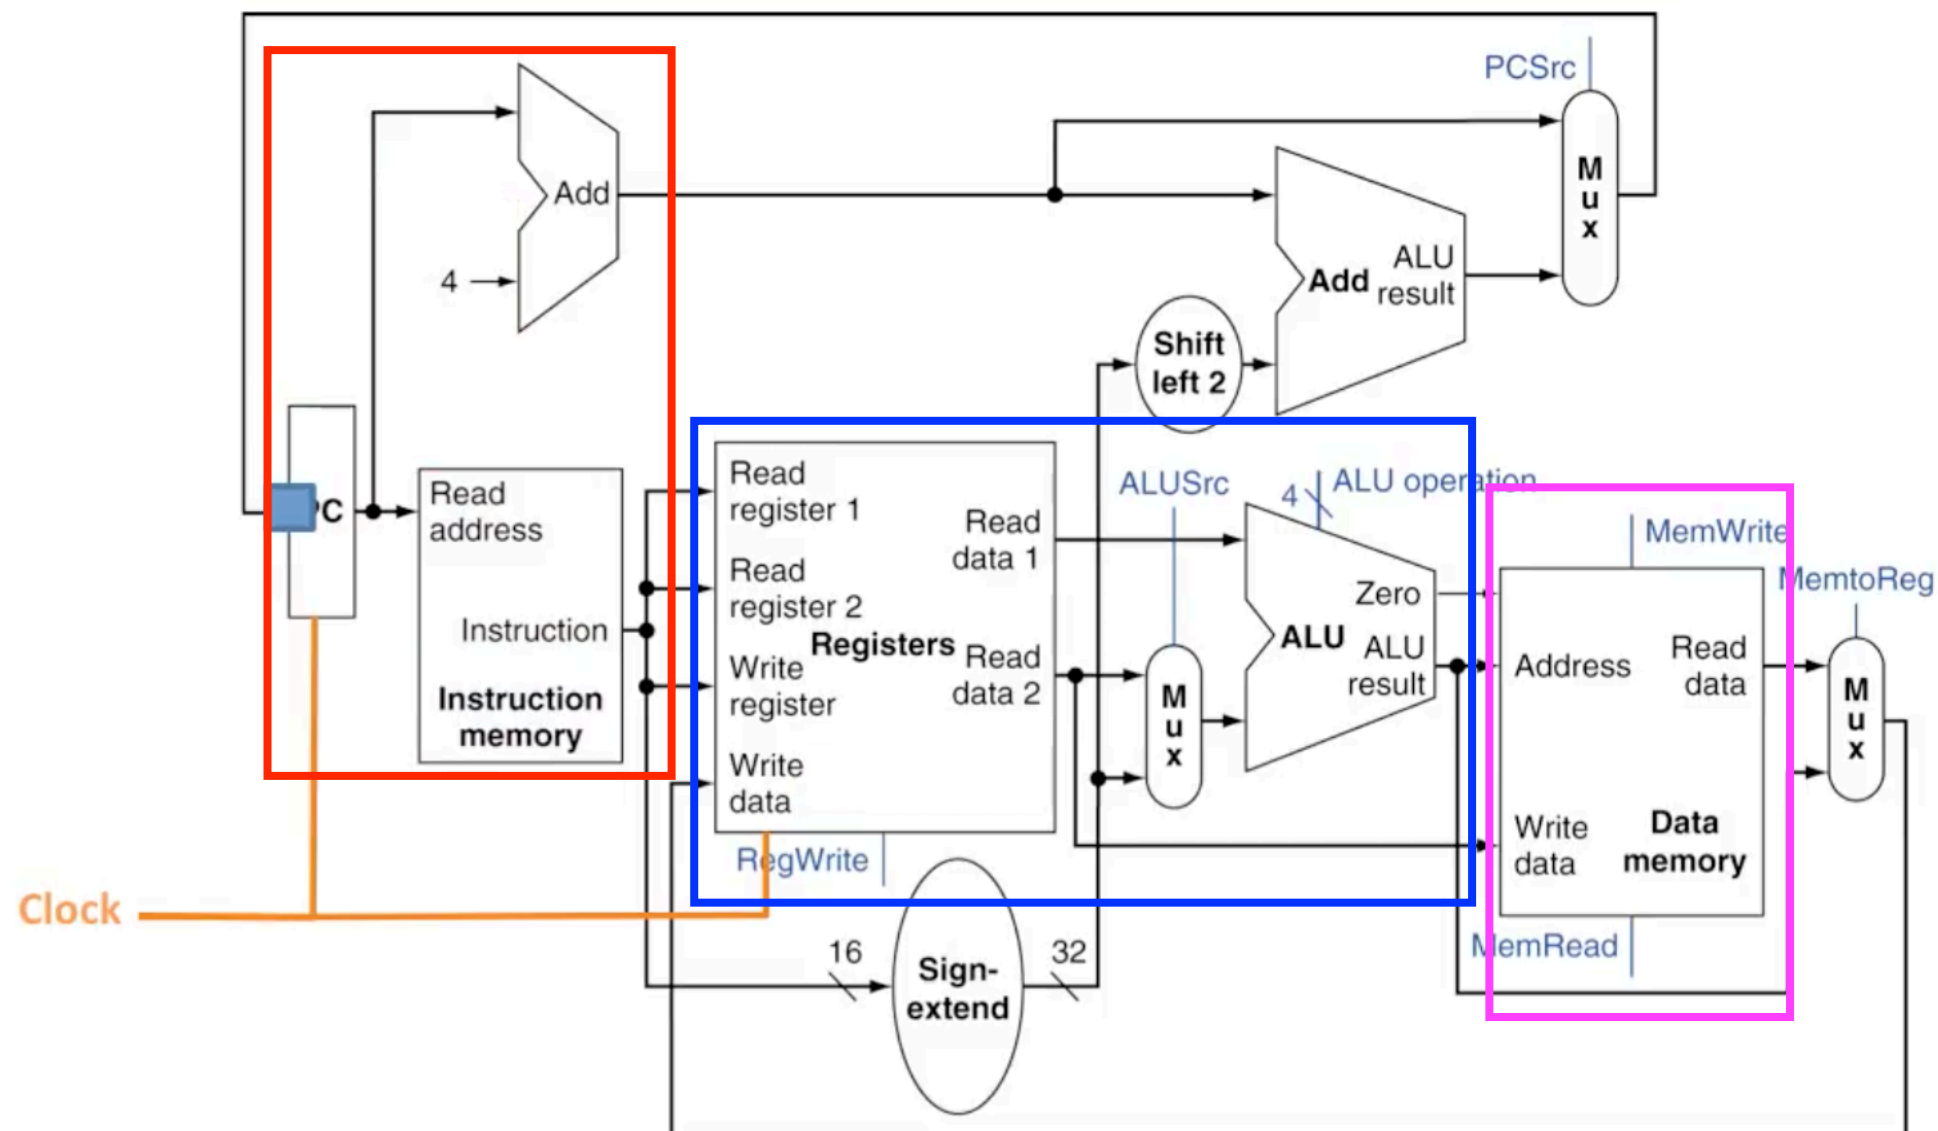 PCSrc
M
u
x
Add
4
Add
ALU
result
Shift
left 2
PC
Read
address
Instruction
Instruction
memory
Read
register 1
Read
register 2
Write
register
Write
data
Registers
Read
data 1
Read
data 2
RegWrite
ALUSrc
M
u
x
4
ALU operation
Zero
ALU
ALU
result
MemWrite
MemtoReg
Address
Read
data
Write
data
Data
memory
MemRead
M
u
x
Clock
16
Sign-
extend
32